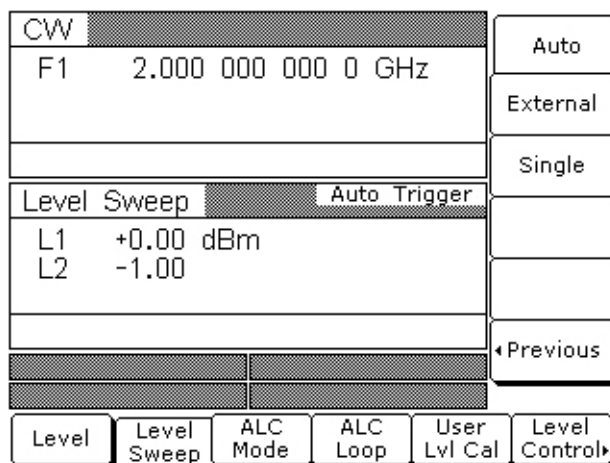 CW
F1 2.000 000 000 0 GHz
Level Sweep Auto Trigger
L1 +0.00 dBm
L2 -1.00
Auto
External
Single
Previous
Level
Level Sweep
ALC Mode
ALC Loop
User Lvl Cal
Level Control